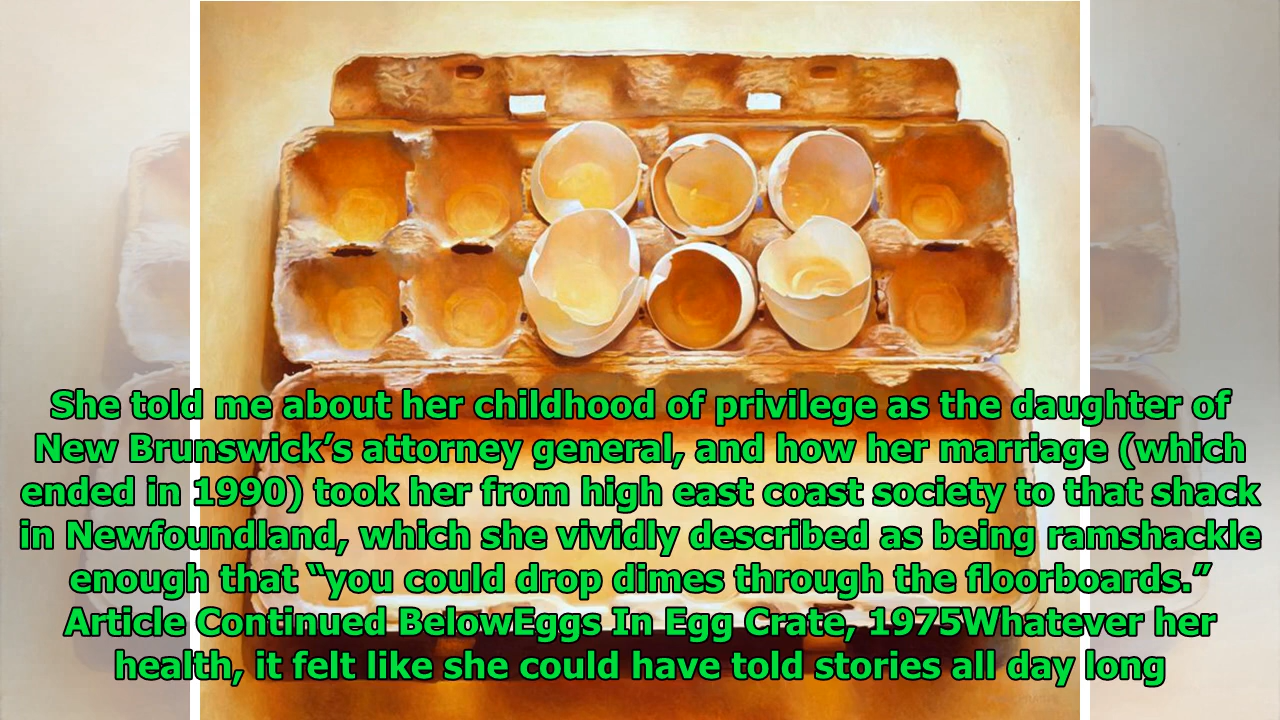 She told me about her childhood of privilege as the daughter of
New Brunswick’s attorney general, and how her marriage (which
ended in 1990) took her from high east coast society to that shack
in Newfoundland, which she vividly described as being ramshackle
enough that “you could drop dimes through the floorboards.”
Article Continued BelowEggs In Egg Crate, 1975Whatever her
health, it felt like she could have told stories all day long